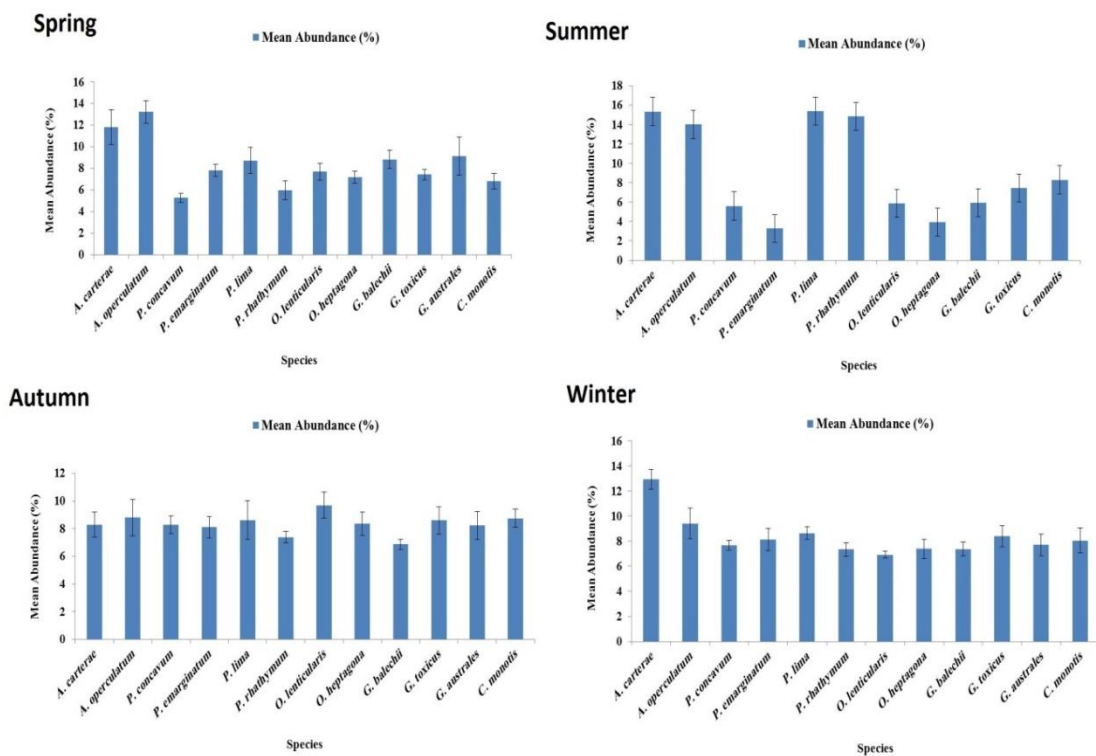 Spring
Mean Abundance (%)
Mean Abundance (%)
16
14
12
10
8
6
4
2
0
A. carterae
A. operculatum
P. concavum
P. emarginatum
P. lima
P. rhathymum
O. lenticularis
O. heptagona
G. balechii
G. toxicus
G. australes
C. monotis
Species
Summer
Mean Abundance (%)
Mean Abundance (%)
18
16
14
12
10
8
6
4
2
0
A. carterae
A. operculatum
P. concavum
P. emarginatum
P. lima
P. rhathymum
O. lenticularis
O. heptagona
G. balechii
G. toxicus
C. monotis
Species
Autumn
Mean Abundance (%)
Mean Abundance (%)
12
10
8
6
4
2
0
A. carterae
A. operculatum
P. concavum
P. emarginatum
P. lima
P. rhathymum
O. lenticularis
O. heptagona
G. balechii
G. toxicus
G. australes
C. monotis
Species
Winter
Mean Abundance (%)
Mean Abundance (%)
16
14
12
10
8
6
4
2
0
A. carterae
A. operculatum
P. concavum
P. emarginatum
P. lima
P. rhathymum
O. lenticularis
O. heptagona
G. balechii
G. toxicus
G. australes
C. monotis
Species